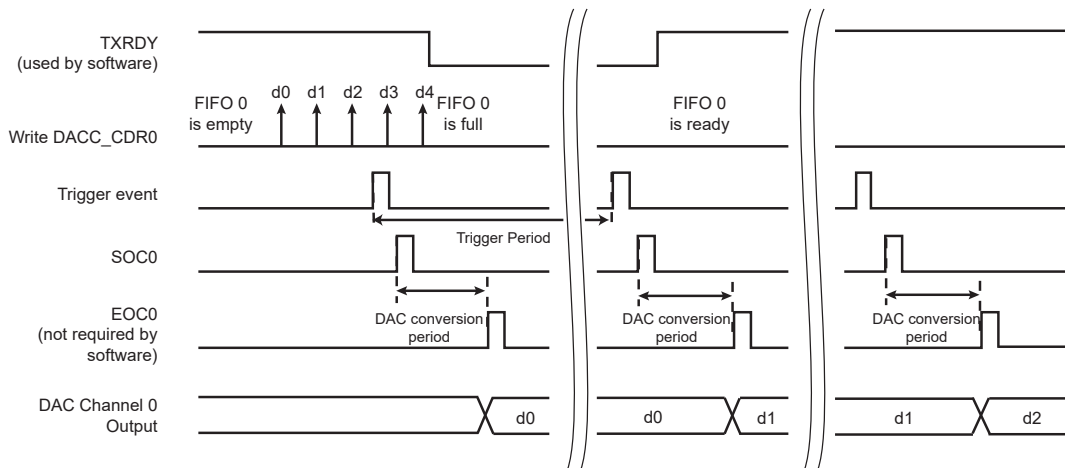 TXRDY
(used by software)
d0 d1 d2 d3 d4
FIFO 0
is empty
FIFO 0
is full
FIFO 0
is ready
Write DACC_CDR0
Trigger event
Trigger Period
SOC0
EOC0
(not required by
software)
DAC conversion
period
DAC conversion
period
DAC conversion
period
DAC Channel 0
Output
d0 d0 d1 d1 d2